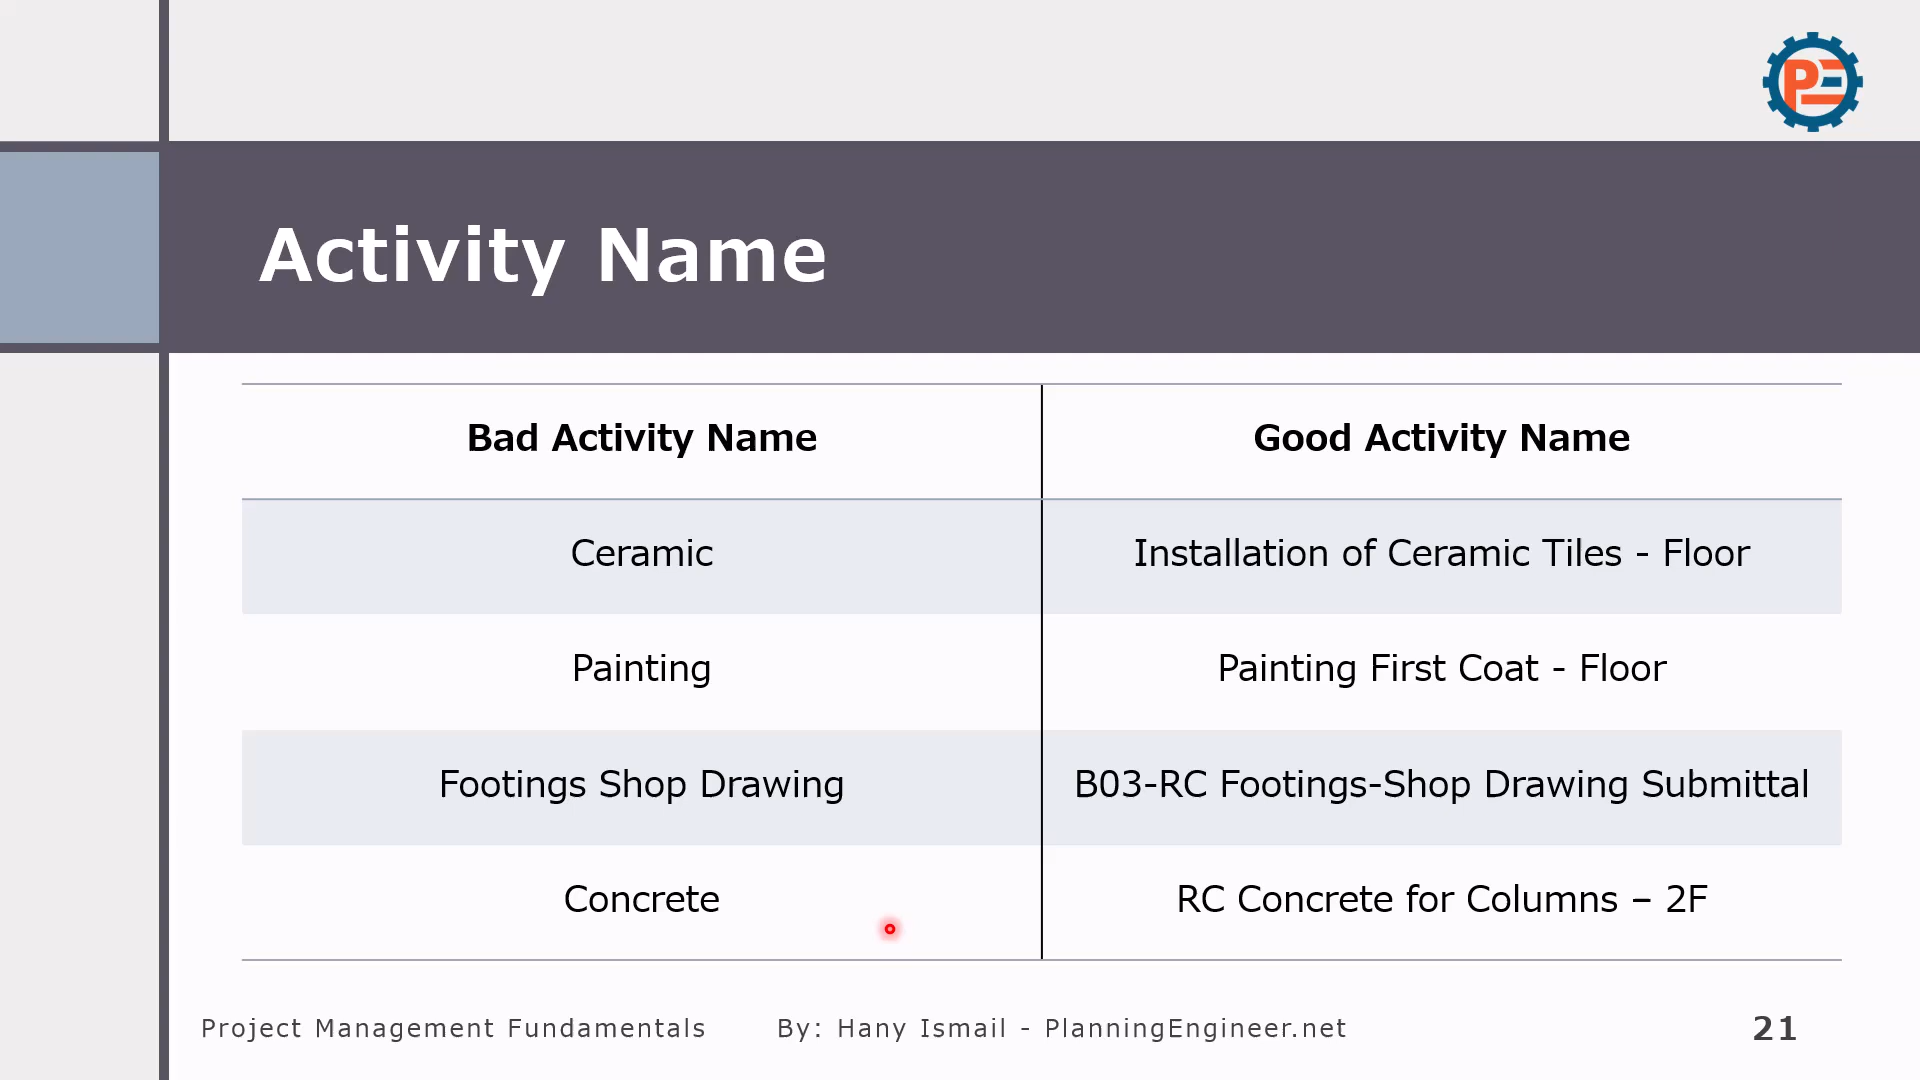 PE
Activity Name
Bad Activity Name Good Activity Name
Ceramic Installation of Ceramic Tiles - Floor
Painting Painting First Coat - Floor
Footings Shop Drawing B03-RC Footings-Shop Drawing Submittal
Concrete RC Concrete for Columns – 2F
Project Management Fundamentals By: Hany Ismail - PlanningEngineer.net 21